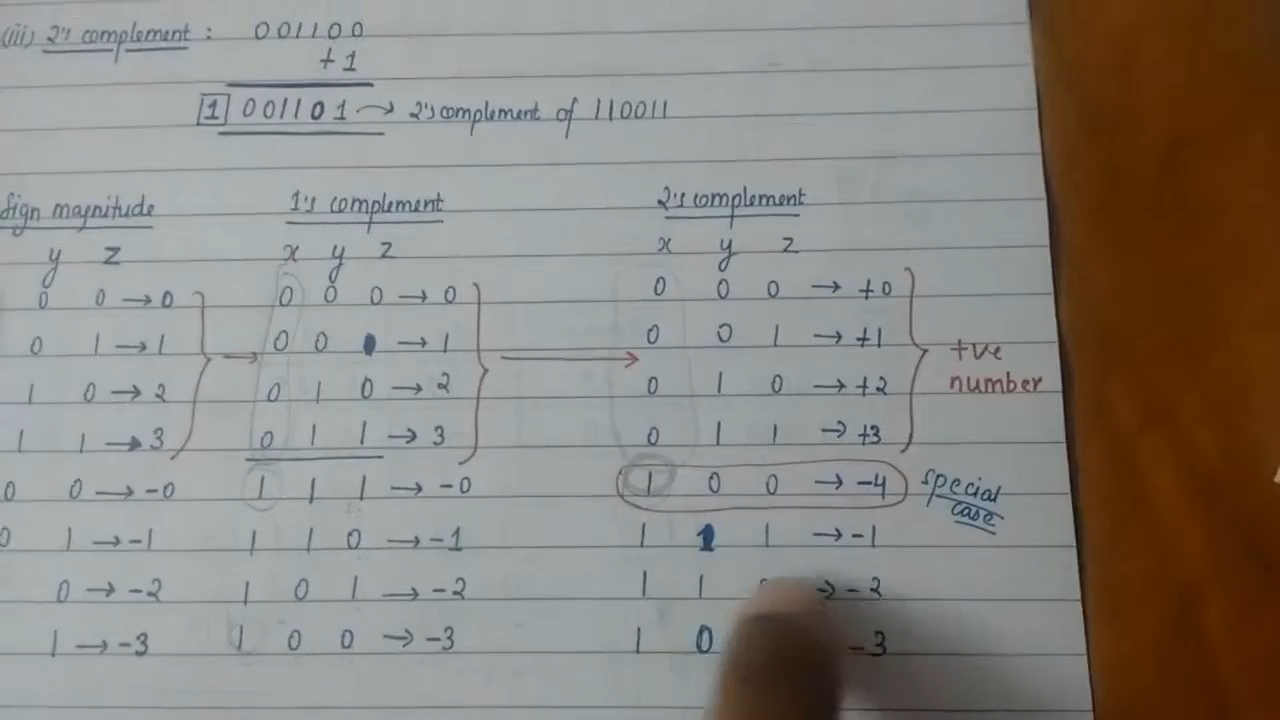 (iii) 2's complement : 001100
+1
1 001101 → 2's complement of 110011
Sign magnitude 1's complement 2's complement
y z x y z x y z
0 0 → 0 0 0 0 → 0 0 0 0 → +0
0 1 → 1 0 0 1 → 1 0 0 1 → +1
+ve
1 0 → 2 0 1 0 → 2 0 1 0 → +2 number
1 1 → 3 0 1 1 → 3 0 1 1 → +3
0 0 → -0 1 1 1 → -0 1 0 0 → -4 special
case
0 1 → -1 1 1 0 → -1 1 1 1 → -1
0 → -2 1 0 1 → -2 1 1 → -2
1 → -3 1 0 0 → -3 1 0 -3